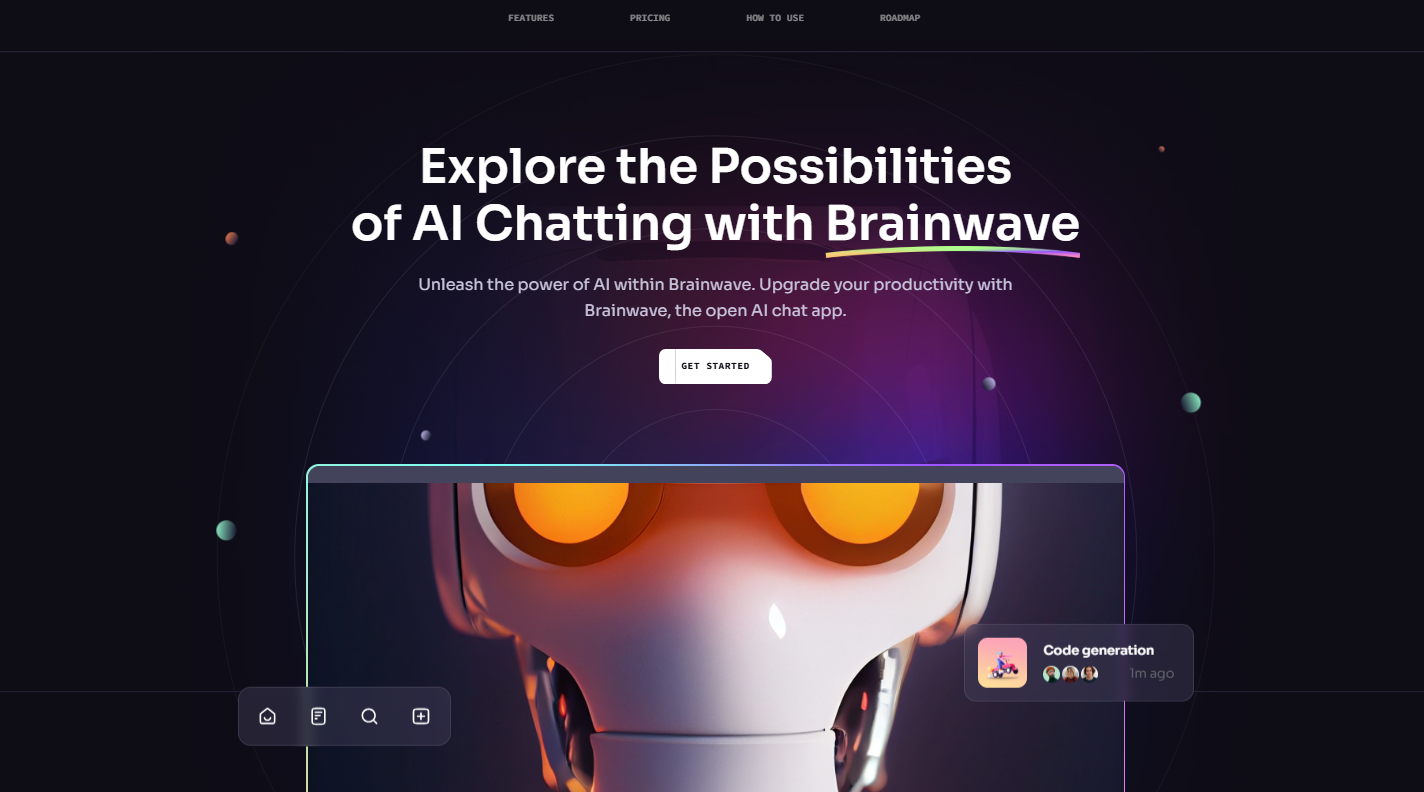 FEATURES
PRICING
HOW TO USE
ROADMAP
Explore the Possibilities
of AI Chatting with Brainwave
Unleash the power of AI within Brainwave. Upgrade your productivity with
Brainwave, the open AI chat app.
GET STARTED
Code generation
1m ago